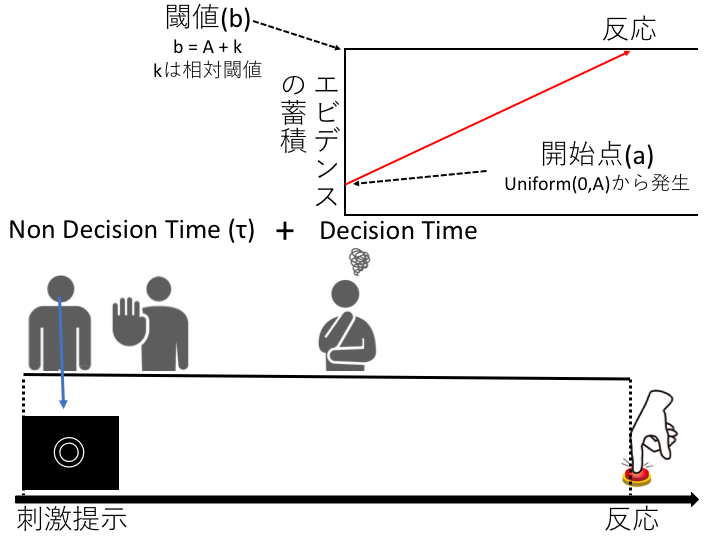 閾値(b)
b = A + k
kは相対閾値
反応
エビデンス
の蓄積
開始点(a)
Uniform(0,A)から発生
Non Decision Time (τ) + Decision Time
刺激提示
反応